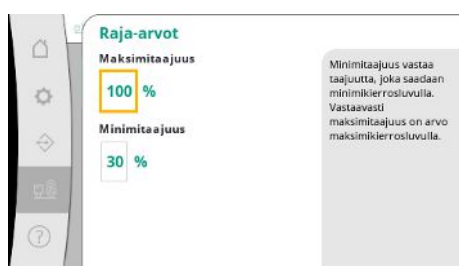 Raja-arvot
Maksimitaajuus
100 %
Minimitaajuus
30 %
Minimitaajuus vastaa
taajuutta, joka saadaan
minimikierrosluvulla.
Vastaavasti
maksimitaajuus on arvo
maksimikierrosluvulla.